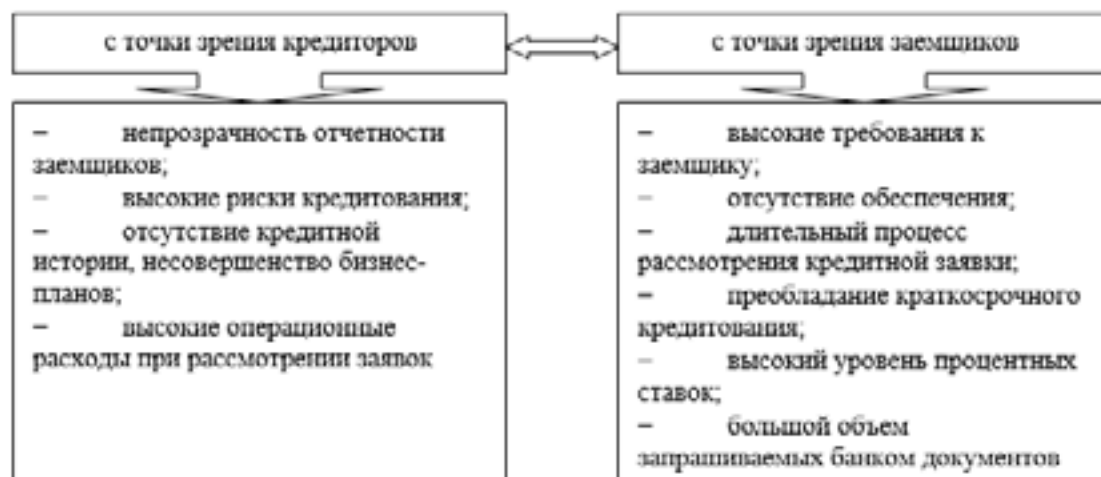 с точки зрения кредиторов
с точки зрения заемщиков
– непрозрачность отчетности
заемщиков;
– высокие риски кредитования;
– отсутствие кредитной
истории, несовершенство бизнес-
планов;
– высокие операционные
расходы при рассмотрении заявок
– высокие требования к
заемщику;
– отсутствие обеспечения;
– длительный процесс
рассмотрения кредитной заявки;
– преобладание краткосрочного
кредитования;
– высокий уровень процентных
ставок;
– большой объем
запрашиваемых банком документов